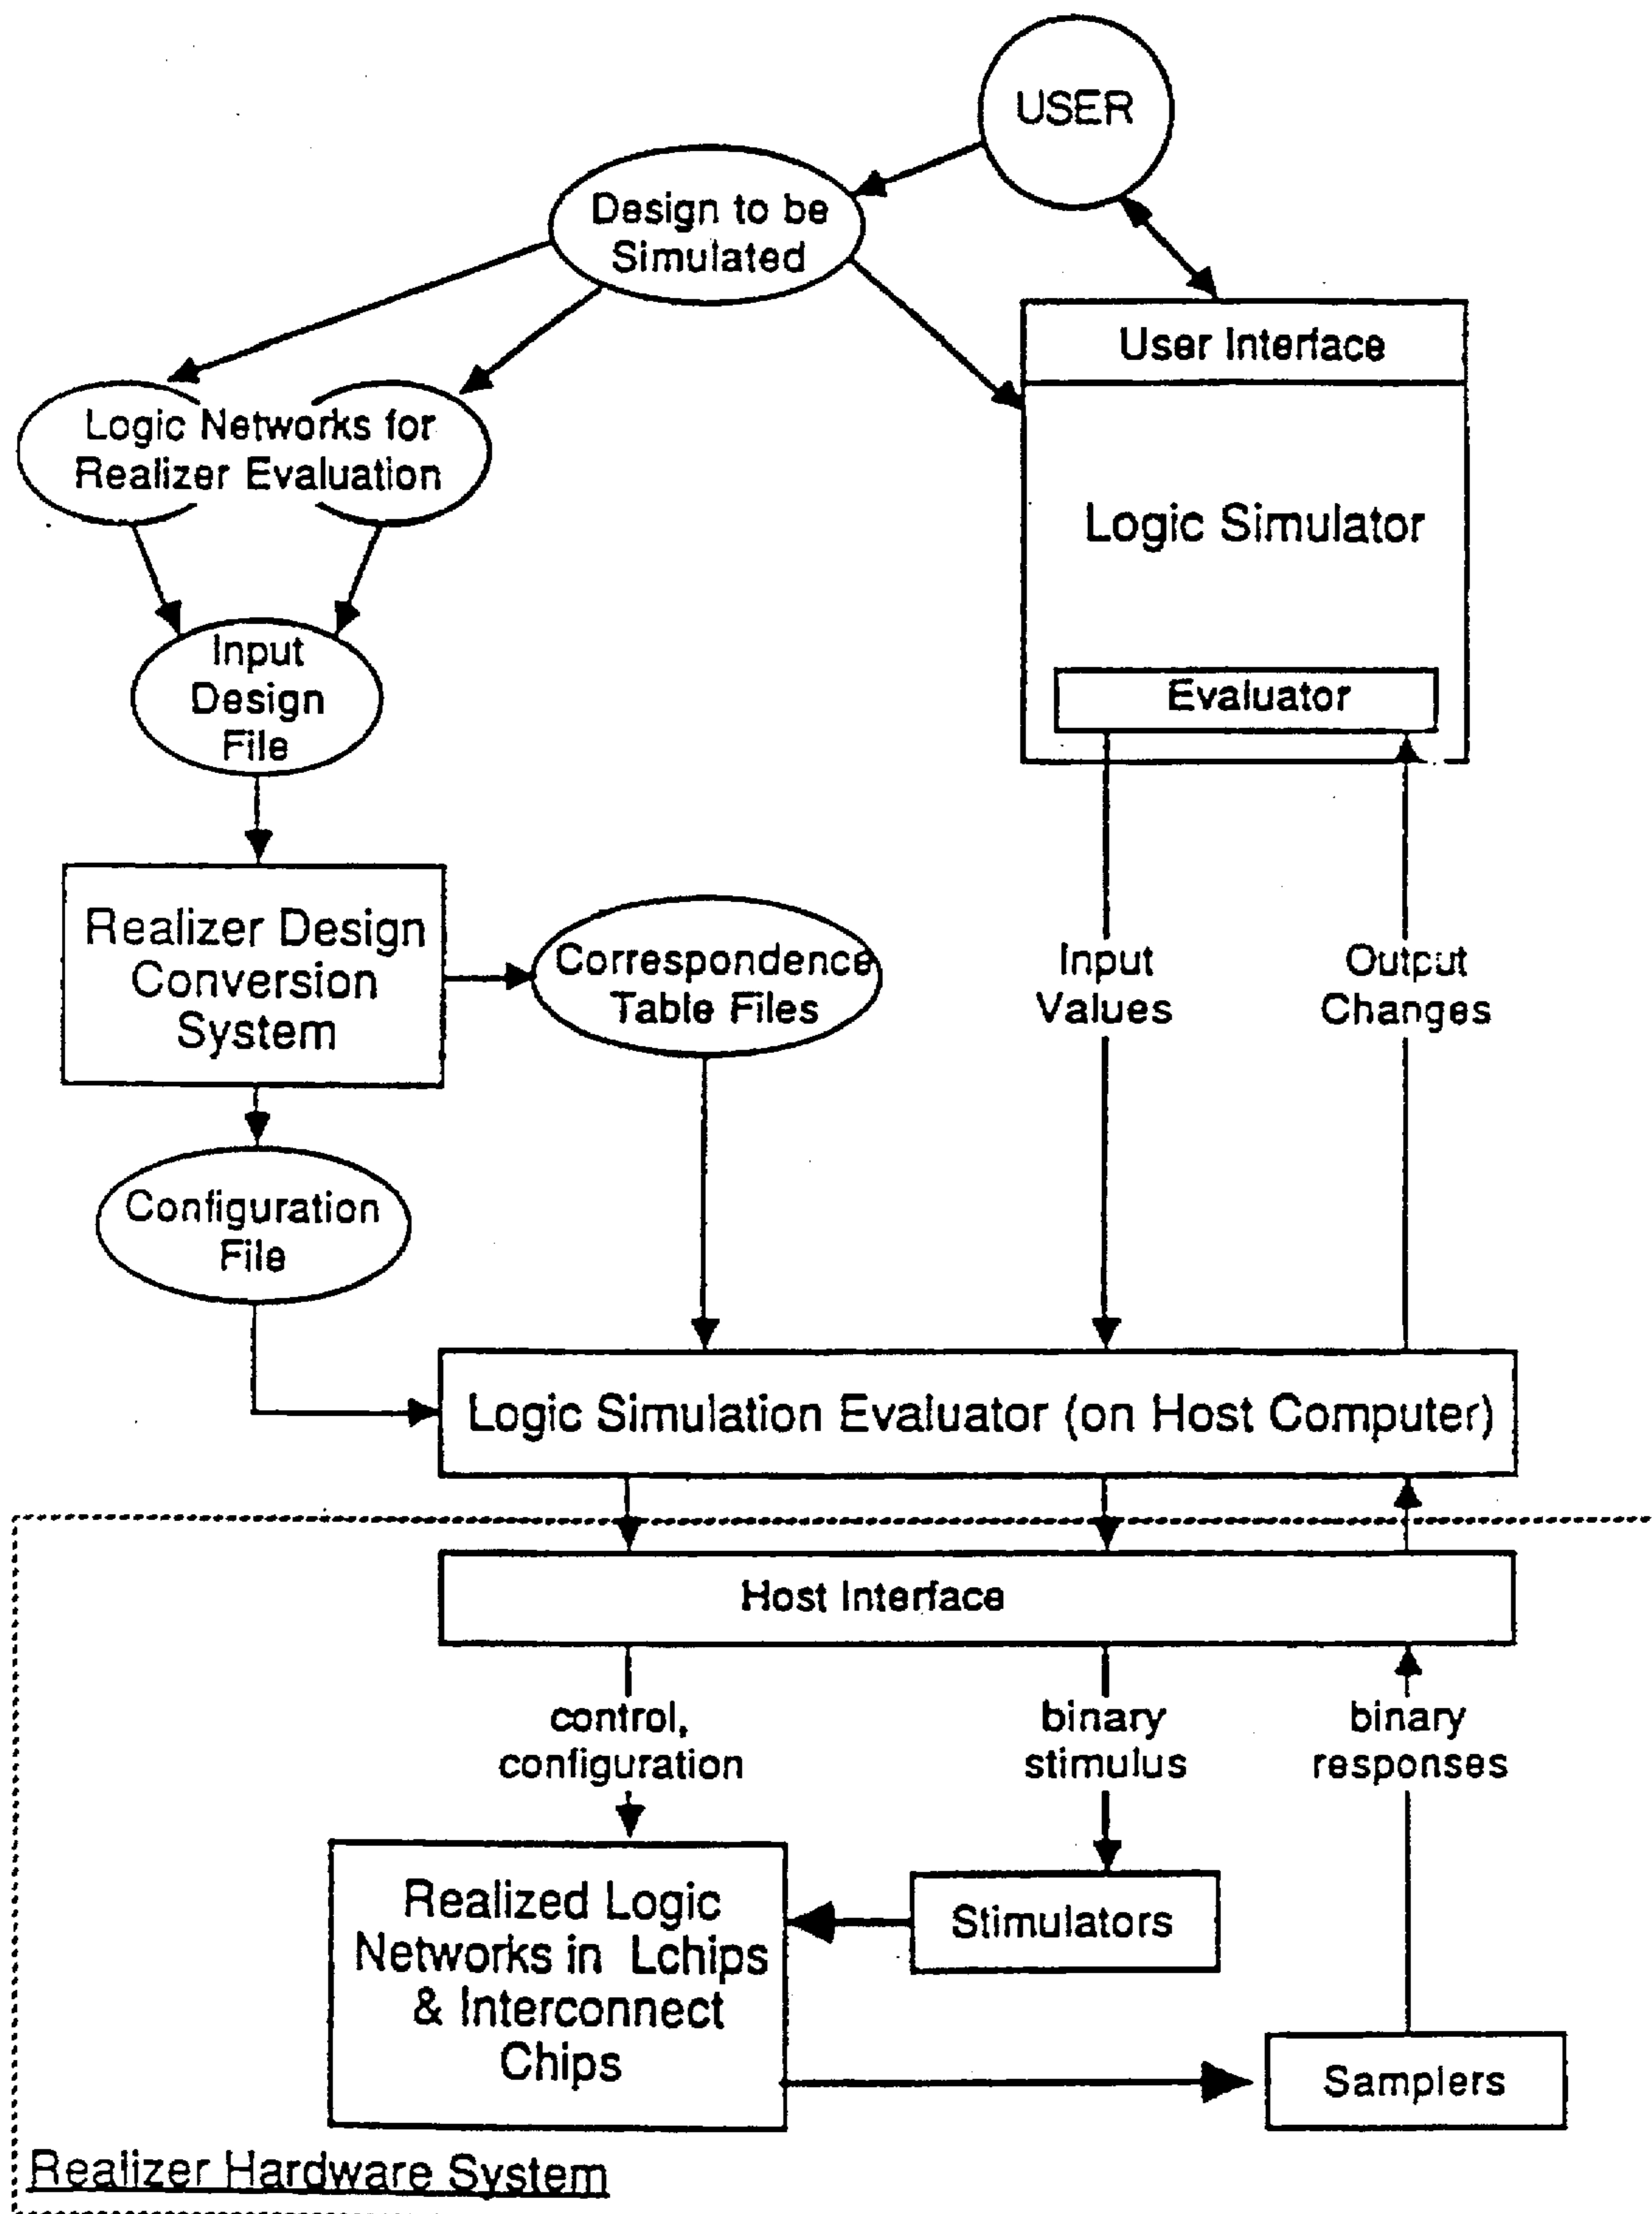 USER
Design to be
Simulated
User Interface
Logic Networks for
Realizer Evaluation
Logic Simulator
Input
Design
File
Evaluator
Realizer Design
Conversion
System
Correspondence
Table Files
Input
Values
Output
Changes
Configuration
File
Logic Simulation Evaluator (on Host Computer)
Host Interface
control,
configuration
binary
stimulus
binary
responses
Realized Logic
Networks in Lchips
& Interconnect
Chips
Stimulators
Samplers
Realizer Hardware System